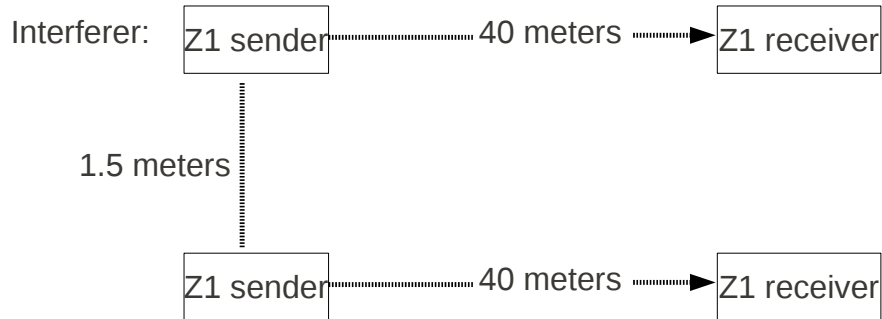 Interferer: Z1 sender 40 meters Z1 receiver
1.5 meters
Z1 sender 40 meters Z1 receiver